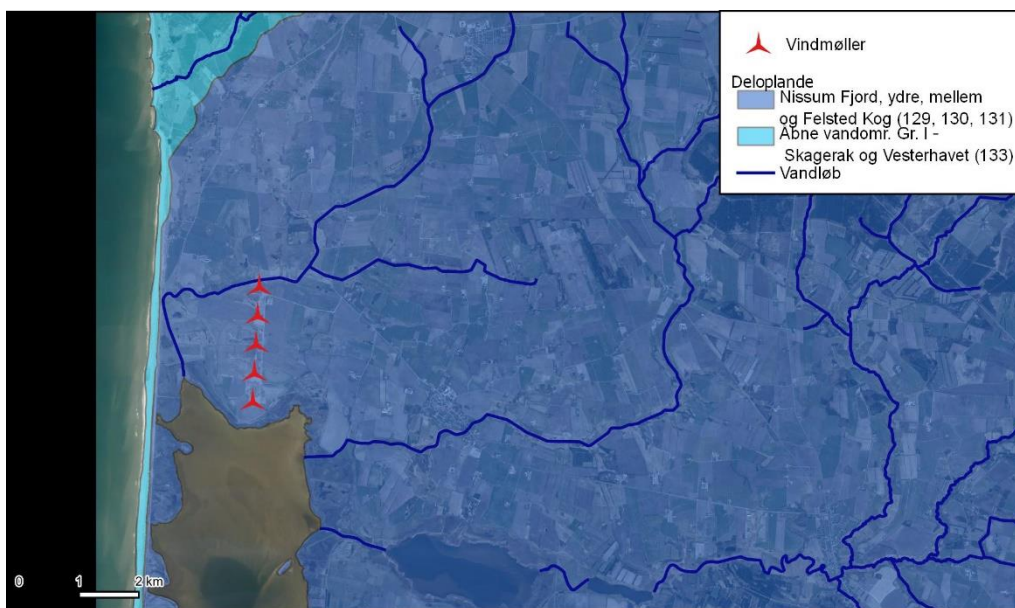 Vindmøller
Deloplande
Nissum Fjord, ydre, mellem
og Felsted Kog (129, 130, 131)
Åbne vandomr. Gr. I -
Skagerak og Vesterhavet (133)
Vandløb
0 1 2 km